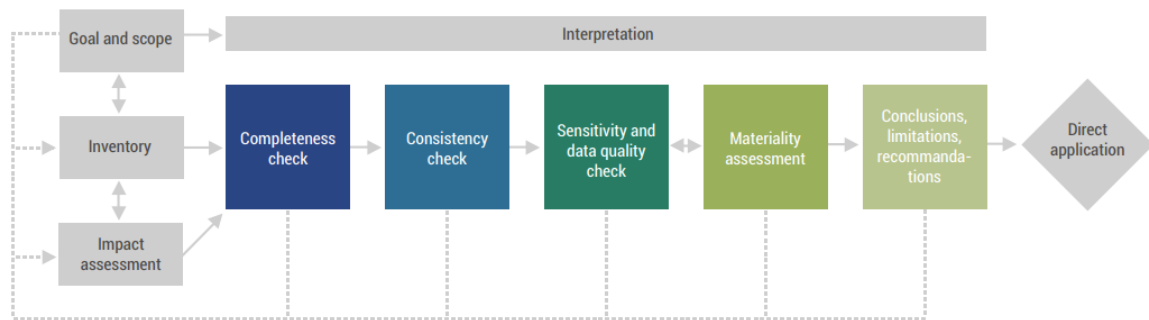 Goal and scope
Interpretation
Inventory
Completeness
check
Consistency
check
Sensitivity and
data quality
check
Materiality
assessment
Conclusions,
limitations,
recommanda-
tions
Direct
application
Impact
assessment